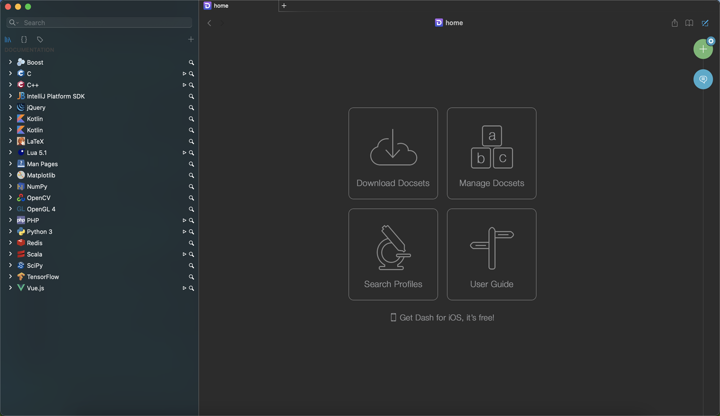 home
Search
home
DOCUMENTATION
Boost
C
C++
IntelliJ Platform SDK
jQuery
Kotlin
Kotlin
LaTeX
Lua 5.1
Man Pages
Matplotlib
NumPy
OpenCV
OpenGL 4
PHP
Python 3
Redis
Scala
SciPy
TensorFlow
Vue.js
a
b c
Download Docsets
Manage Docsets
Search Profiles
User Guide
Get Dash for iOS, it's free!